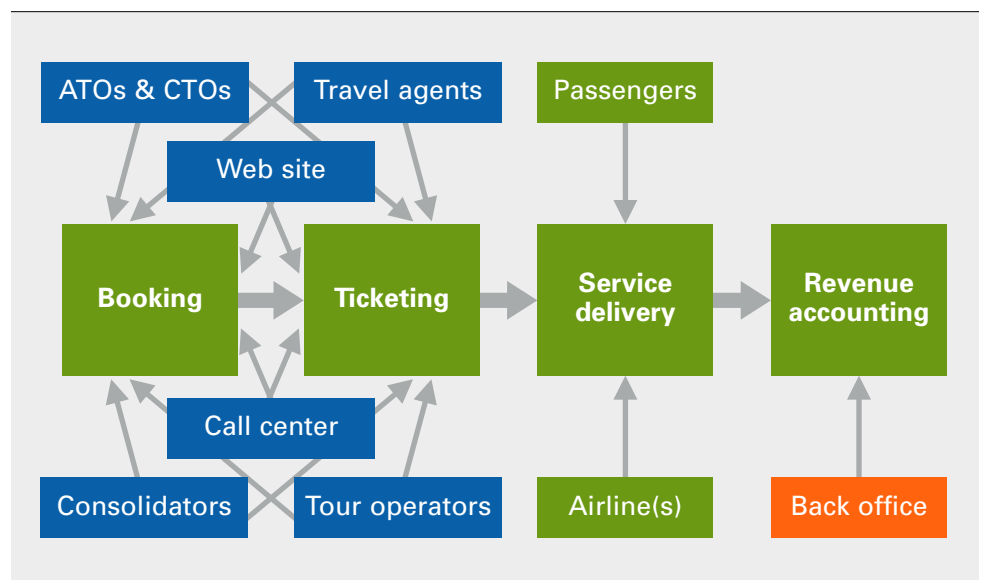 ATOs & CTOs
Travel agents
Passengers
Web site
Booking
Ticketing
Service
delivery
Revenue
accounting
Call center
Consolidators
Tour operators
Airline(s)
Back office